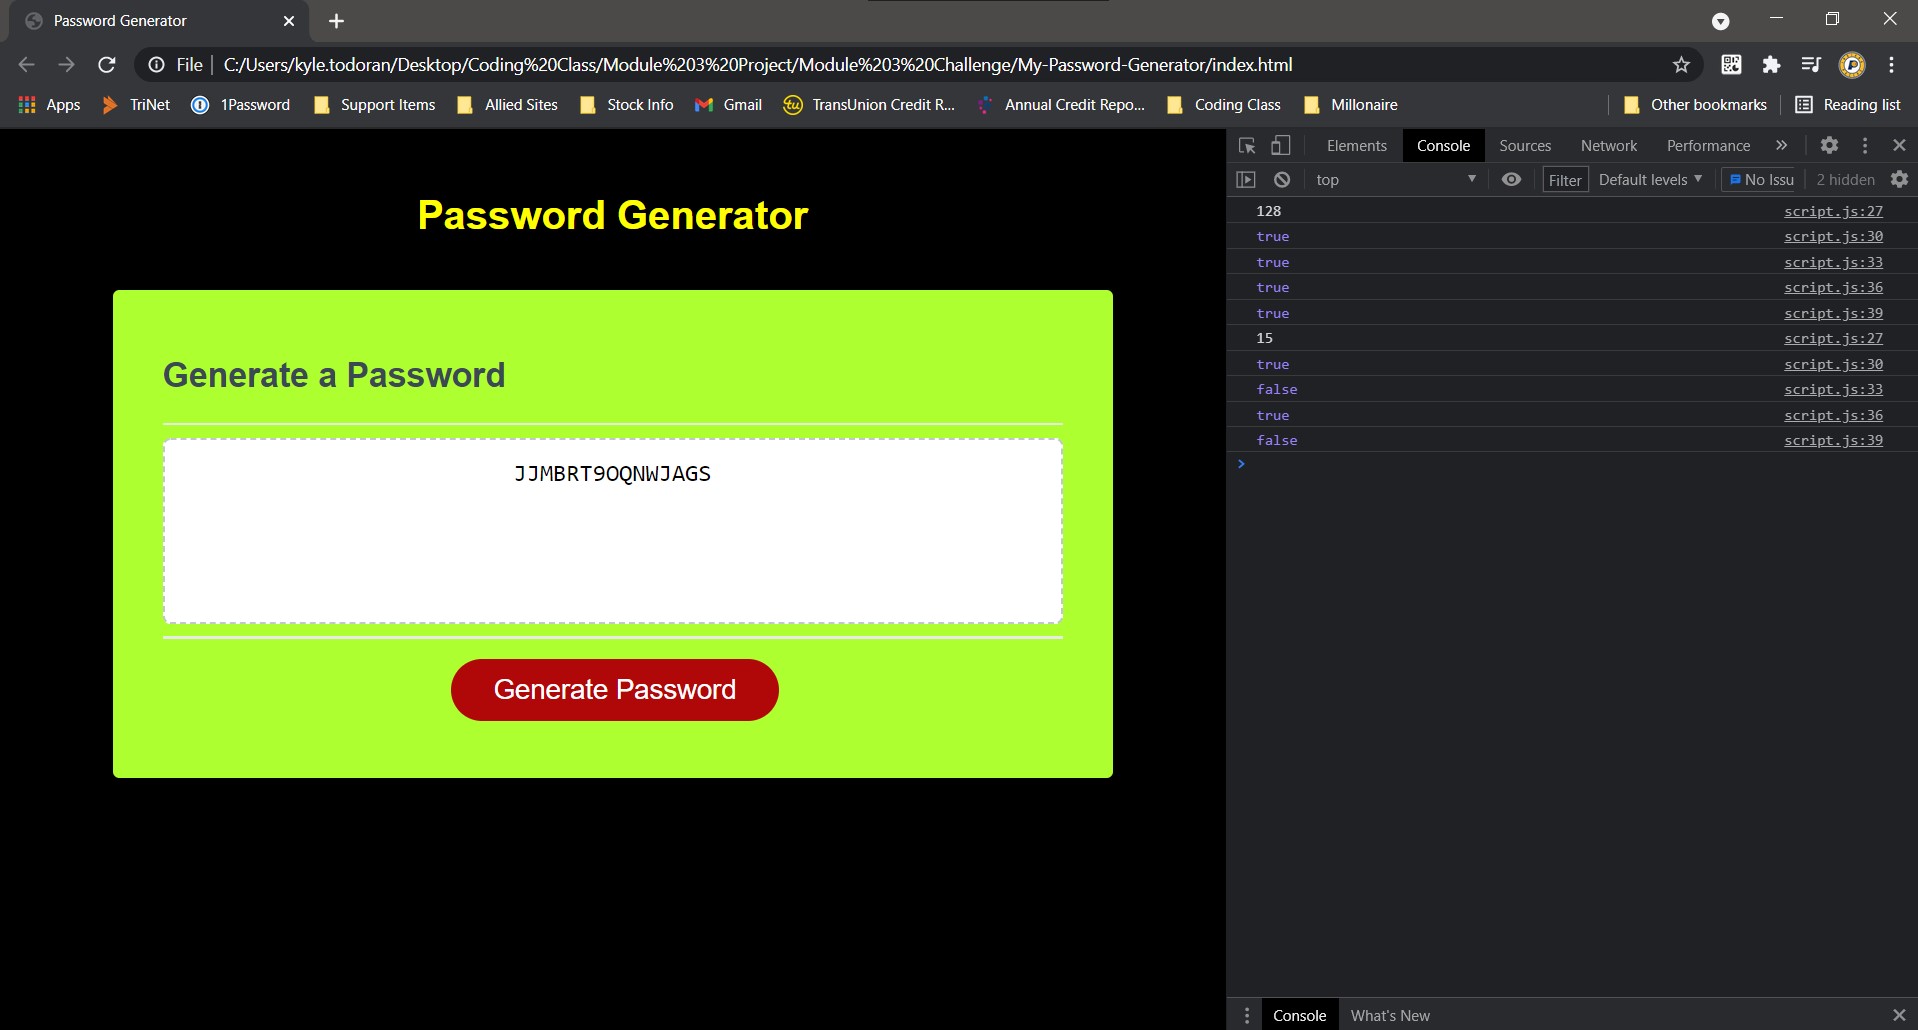 Password Generator
File | C:/Users/kyle.todoran/Desktop/Coding%20Class/Module%203%20Project/Module%203%20Challenge/My-Password-Generator/index.html
Apps TriNet 1Password Support Items Allied Sites Stock Info Gmail TransUnion Credit R... Annual Credit Repo... Coding Class Millonaire Other bookmarks Reading list
Password Generator
Generate a Password
JJMBRT9OQNWJAGS
Generate Password
Elements Console Sources Network Performance »
top Filter Default levels No Issu 2 hidden
128 script.js:27
true script.js:30
true script.js:33
true script.js:36
true script.js:39
15 script.js:27
true script.js:30
false script.js:33
true script.js:36
false script.js:39
Console What's New